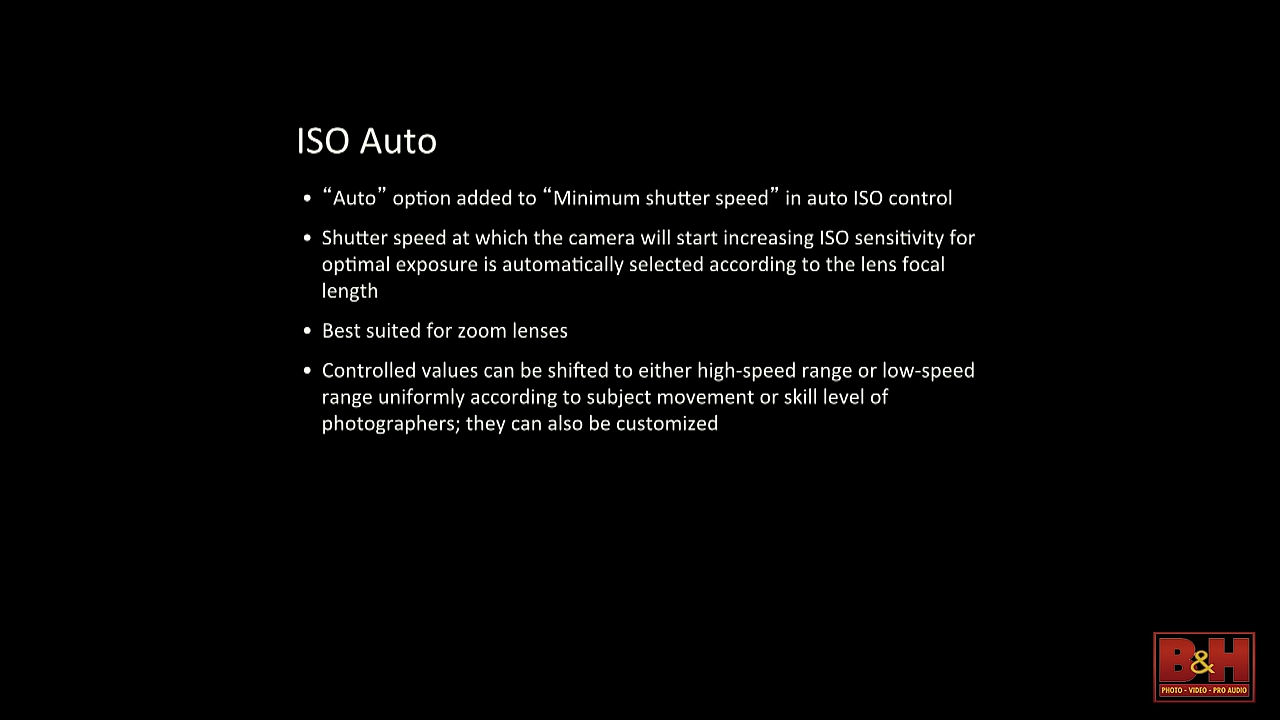 ISO Auto
• “Auto” option added to “Minimum shutter speed” in auto ISO control
• Shutter speed at which the camera will start increasing ISO sensitivity for
optimal exposure is automatically selected according to the lens focal
length
• Best suited for zoom lenses
• Controlled values can be shifted to either high-speed range or low-speed
range uniformly according to subject movement or skill level of
photographers; they can also be customized
B&H
PHOTO - VIDEO - PRO AUDIO